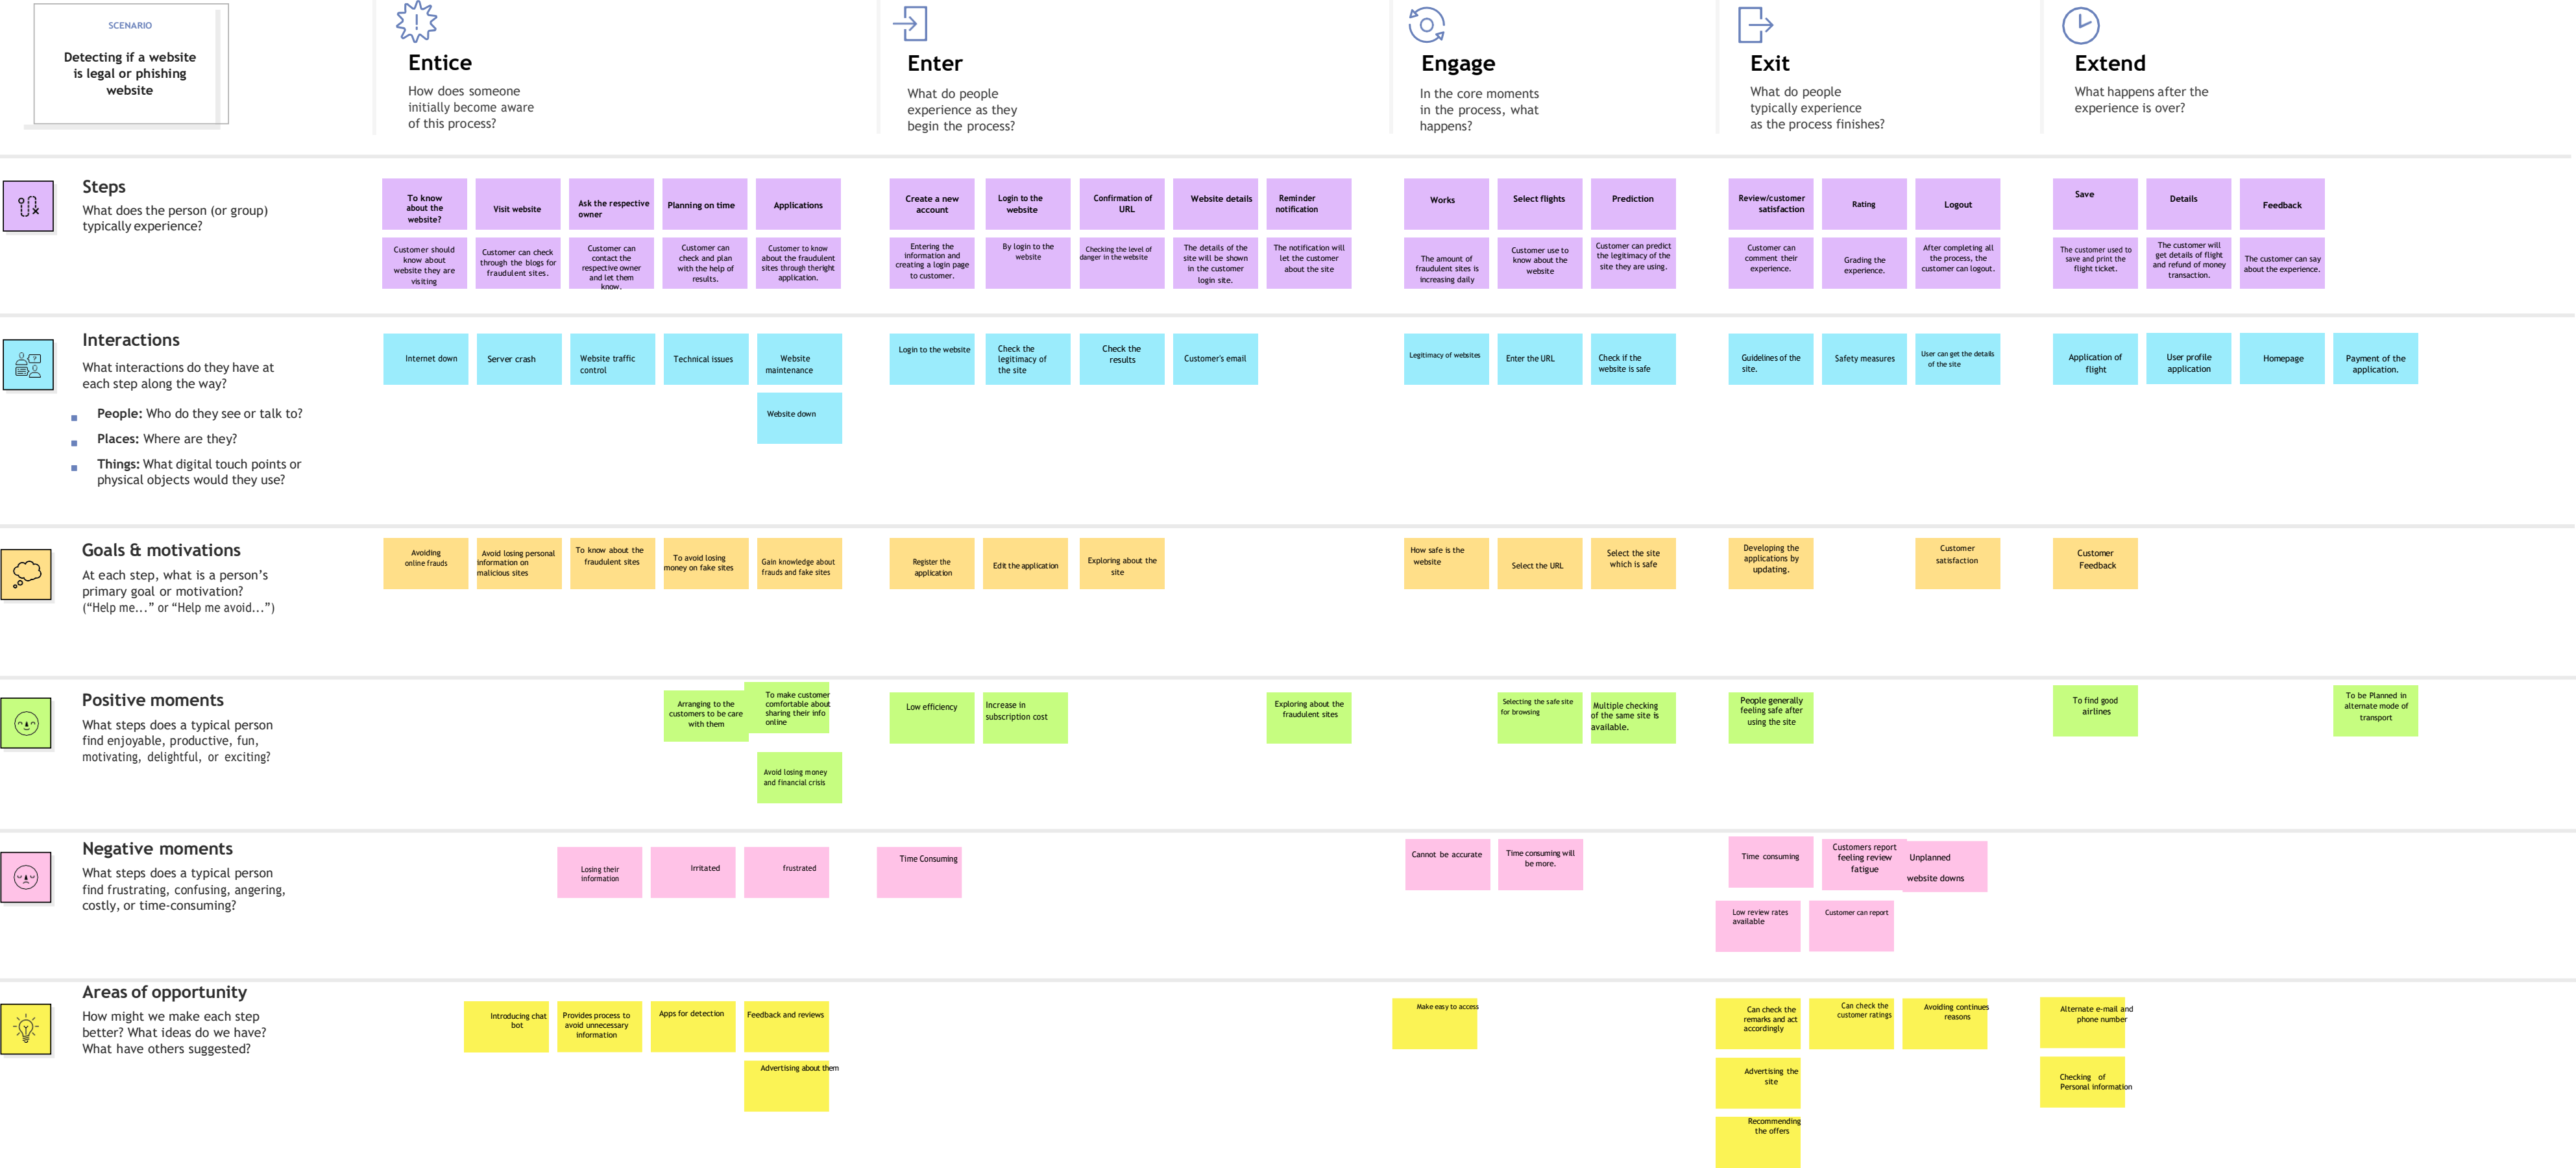 SCENARIO
Detecting if a website
is legal or phishing
website
Entice
How does someone
initially become aware
of this process?
Enter
What do people
experience as they
begin the process?
Engage
In the core moments
in the process, what
happens?
Exit
What do people
typically experience
as the process finishes?
Extend
What happens after the
experience is over?
Steps
What does the person (or group)
typically experience?
To know
about the
website?
Visit website
Ask the respective
owner
Planning on time
Applications
Create a new
account
Login to the
website
Confirmation of
URL
Website details
Reminder
notification
Works
Select flights
Prediction
Review/customer
satisfaction
Rating
Logout
Save
Details
Feedback
Customer should
know about
website they are
visiting
Customer can check
through the blogs for
fraudulent sites.
Customer can
contact the
respective owner
and let them
know.
Customer can
check and plan
with the help of
results.
Customer to know
about the fraudulent
sites through theright
application.
Entering the
information and
creating a login page
to customer.
By login to the
website
Checking the level of
danger in the website
The details of the
site will be shown
in the customer
login site.
The notification will
let the customer
about the site
The amount of
fraudulent sites is
increasing daily
Customer use to
know about the
website
Customer can predict
the legitimacy of the
site they are using.
Customer can
comment their
experience.
Grading the
experience.
After completing all
the process, the
customer can logout.
The customer used to
save and print the
flight ticket.
The customer will
get details of flight
and refund of money
transaction.
The customer can say
about the experience.
Interactions
What interactions do they have at
each step along the way?
People: Who do they see or talk to?
Places: Where are they?
Things: What digital touch points or
physical objects would they use?
Internet down
Server crash
Website traffic
control
Technical issues
Website
maintenance
Website down
Login to the website
Check the
legitimacy of
the site
Check the
results
Customer's email
Legitimacy of websites
Enter the URL
Check if the
website is safe
Guidelines of the
site.
Safety measures
User can get the details
of the site
Application of
flight
User profile
application
Homepage
Payment of the
application.
Goals & motivations
At each step, what is a person's
primary goal or motivation?
(“Help me...” or “Help me avoid...”)
Avoiding
online frauds
Avoid losing personal
information on
malicious sites
To know about the
fraudulent sites
To avoid losing
money on fake sites
Gain knowledge about
frauds and fake sites
Register the
application
Edit the application
Exploring about the
site
How safe is the
website
Select the URL
Select the site
which is safe
Developing the
applications by
updating.
Customer
satisfaction
Customer
Feedback
Positive moments
What steps does a typical person
find enjoyable, productive, fun,
motivating, delightful, or exciting?
Arranging to the
customers to be care
with them
To make customer
comfortable about
sharing their info
online
Avoid losing money
and financial crisis
Low efficiency
Increase in
subscription cost
Exploring about the
fraudulent sites
Selecting the safe site
for browsing
Multiple checking
of the same site is
available.
People generally
feeling safe after
using the site
To find good
airlines
To be Planned in
alternate mode of
transport
Negative moments
What steps does a typical person
find frustrating, confusing, angering,
costly, or time-consuming?
Losing their
information
Irritated
frustrated
Time Consuming
Cannot be accurate
Time consuming will
be more.
Time consuming
Customers report
feeling review
fatigue
Unplanned
website downs
Low review rates
available
Customer can report
Areas of opportunity
How might we make each step
better? What ideas do we have?
What have others suggested?
Introducing chat
bot
Provides process to
avoid unnecessary
information
Apps for detection
Feedback and reviews
Advertising about them
Make easy to access
Can check the
remarks and act
accordingly
Can check the
customer ratings
Avoiding continues
reasons
Advertising the
site
Recommending
the offers
Alternate e-mail and
phone number
Checking of
Personal information